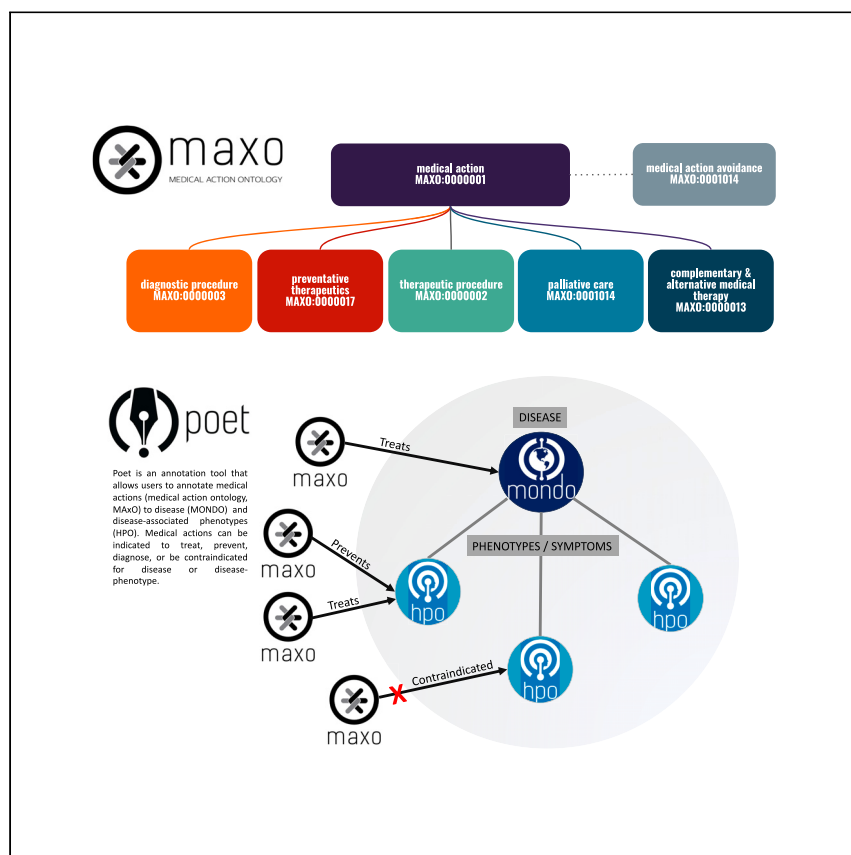 maxo
MEDICAL ACTION ONTOLOGY
medical action
MAXO:0000001
medical action avoidance
MAXO:0001014
diagnostic procedure
MAXO:0000003
preventative
therapeutics
MAXO:0000017
therapeutic procedure
MAXO:0000002
palliative care
MAXO:0001014
complementary &
alternative medical
therapy
MAXO:0000013
poet
Poet is an annotation tool that
allows users to annotate medical
actions (medical action ontology,
MAxO) to disease (MONDO) and
disease-associated phenotypes
(HPO). Medical actions can be
indicated to treat, prevent,
diagnose, or be contraindicated
for disease or disease-
phenotype.
DISEASE
Treats
maxo
mondo
PHENOTYPES / SYMPTOMS
Prevents
maxo
hpo
hpo
Treats
maxo
Contraindicated
X
hpo
maxo